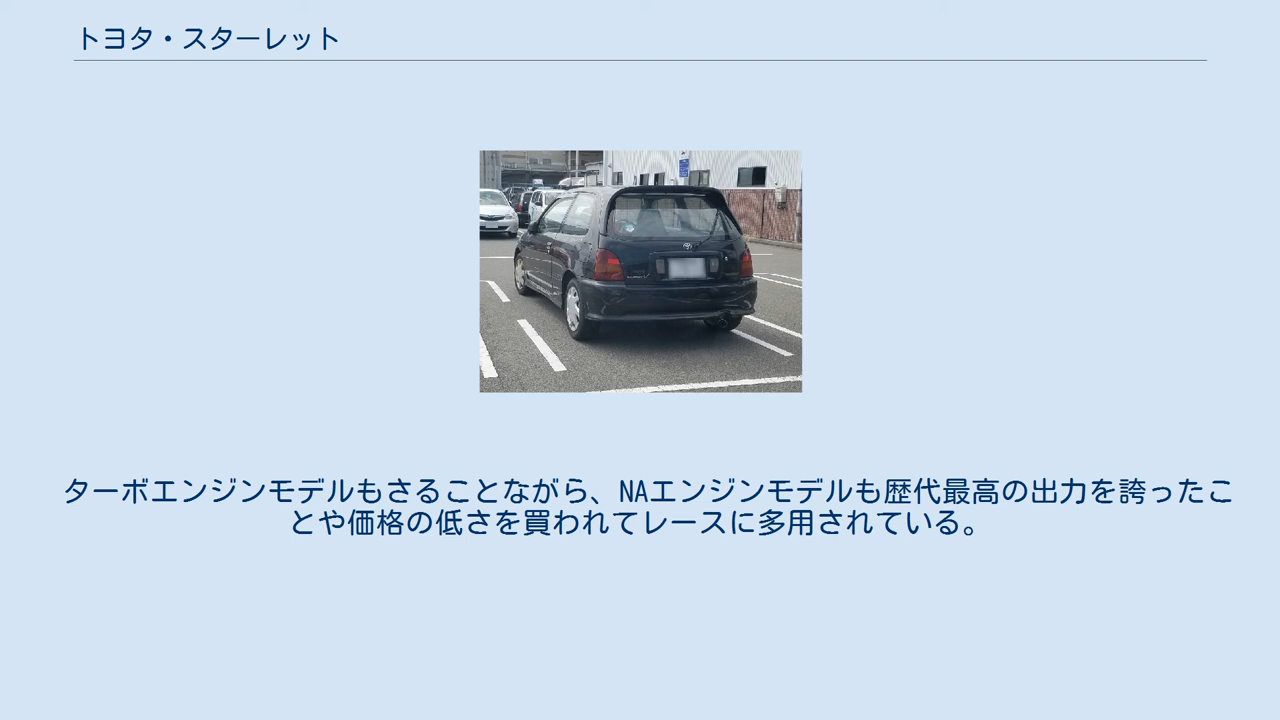 トヨタ・スターレット
ターボエンジンモデルもさることながら、NAエンジンモデルも歴代最高の出力を誇ったこ
とや価格の低さを買われてレースに多用されている。